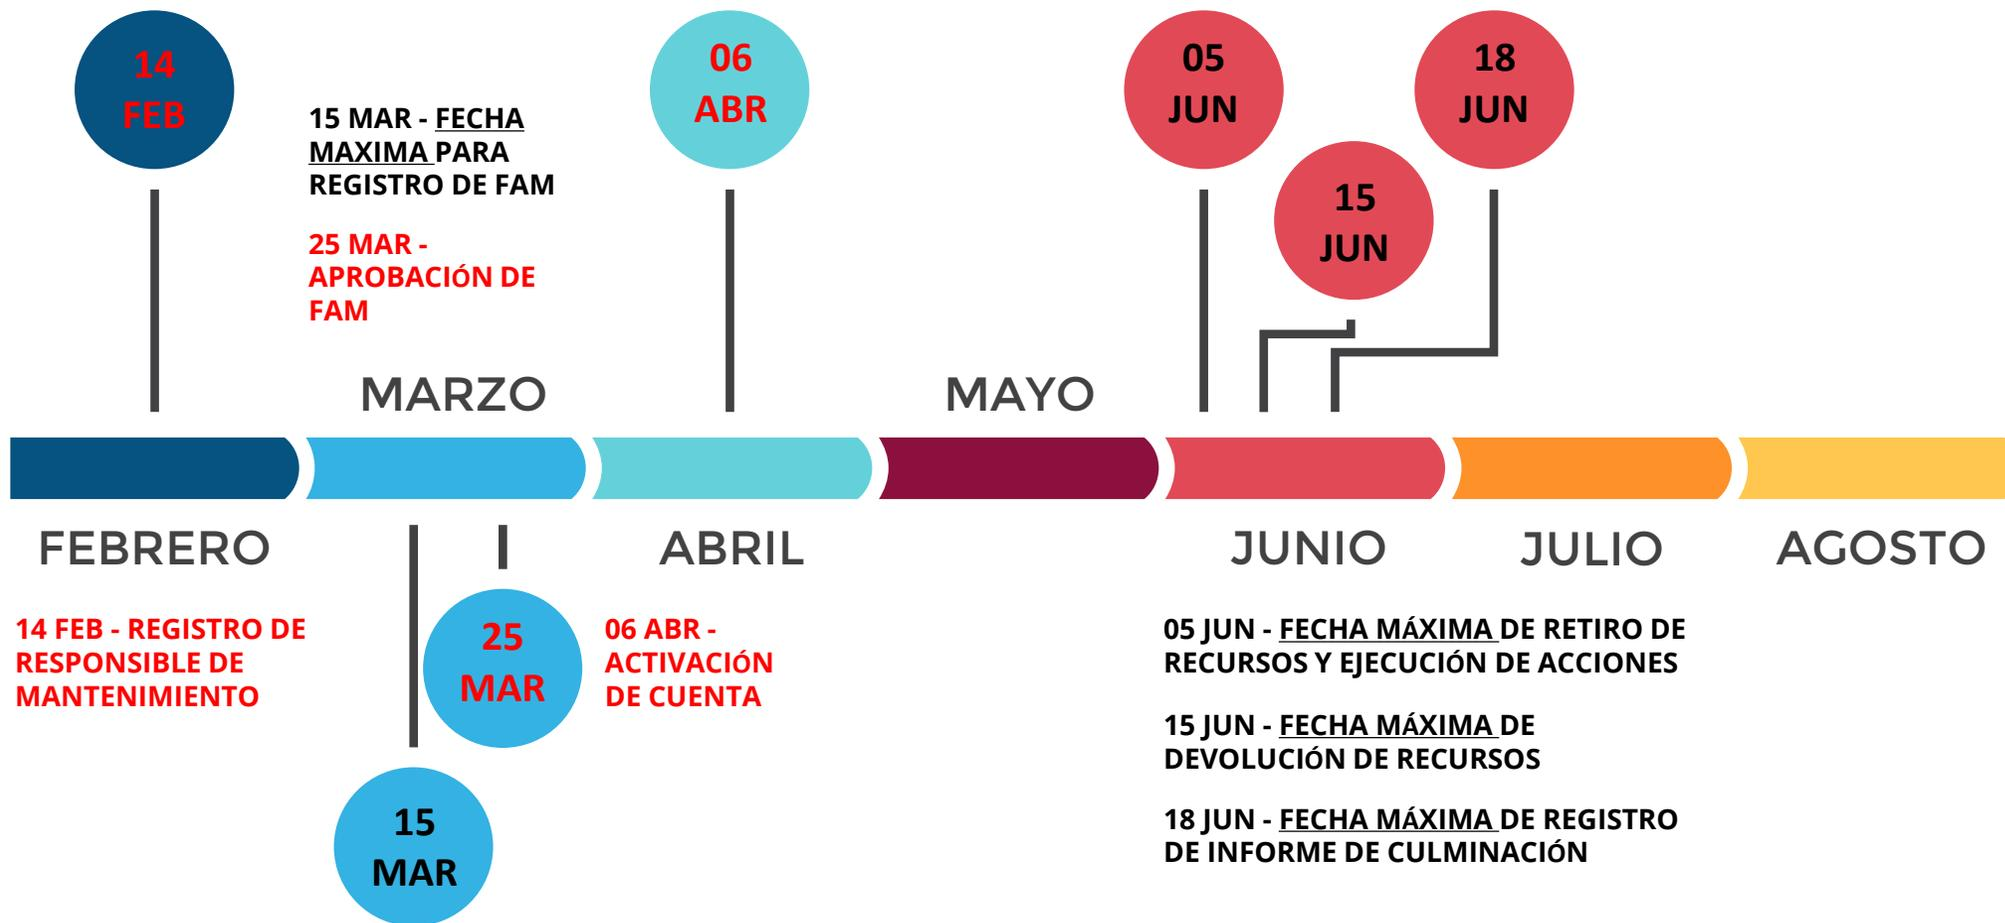 14
FEB
15 MAR - FECHA
MAXIMA PARA
REGISTRO DE FAM
25 MAR -
APROBACIÓN DE
FAM
06
ABR
05
JUN
15
JUN
18
JUN
MARZO
MAYO
FEBRERO
ABRIL
JUNIO
JULIO
AGOSTO
14 FEB - REGISTRO DE
RESPONSIBLE DE
MANTENIMIENTO
25
MAR
15
MAR
06 ABR -
ACTIVACIÓN
DE CUENTA
05 JUN - FECHA MÁXIMA DE RETIRO DE
RECURSOS Y EJECUCIÓN DE ACCIONES
15 JUN - FECHA MÁXIMA DE
DEVOLUCIÓN DE RECURSOS
18 JUN - FECHA MÁXIMA DE REGISTRO
DE INFORME DE CULMINACIÓN